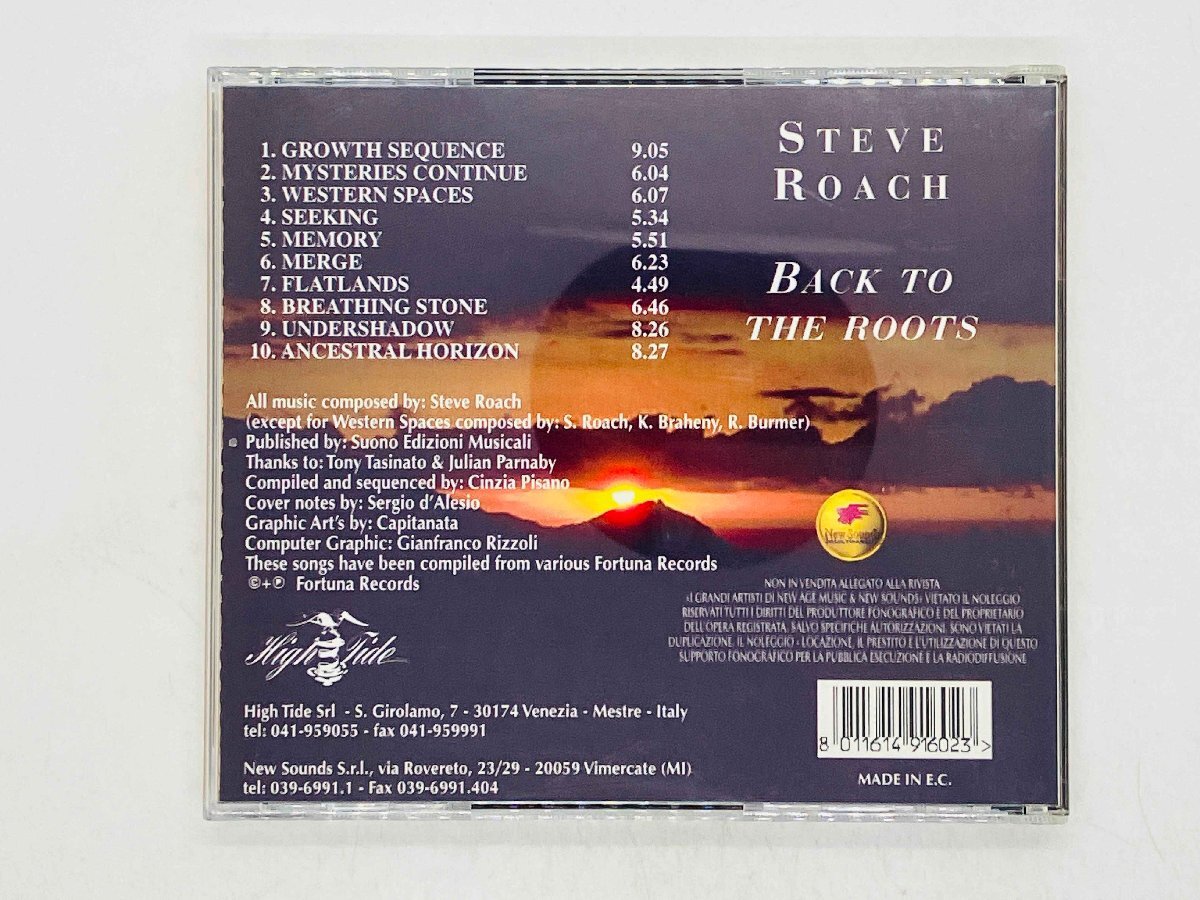 1. GROWTH SEQUENCE 9.05
2. MYSTERIES CONTINUE 6.04
3. WESTERN SPACES 6.07
4. SEEKING 5.34
5. MEMORY 5.51
6. MERGE 6.23
7. FLATLANDS 4.49
8. BREATHING STONE 6.46
9. UNDERSHADOW 8.26
10. ANCESTRAL HORIZON 8.27
STEVE
ROACH
BACK TO
THE ROOTS
All music composed by: Steve Roach
(except for Western Spaces composed by: S. Roach, K. Braheny, R. Burmer)
Published by: Suono Edizioni Musicali
Thanks to: Tony Tasinato & Julian Parnaby
Compiled and sequenced by: Cinzia Pisano
Cover notes by: Sergio d'Alesio
Graphic Art's by: Capitanata
Computer Graphic: Gianfranco Rizzoli
These songs have been compiled from various Fortuna Records
©+℗ Fortuna Records
High Tide
High Tide Srl - S. Girolamo, 7 - 30174 Venezia - Mestre - Italy
tel: 041-959055 - fax 041-959991
New Sounds S.r.l., via Rovereto, 23/29 - 20059 Vimercate (MI)
tel: 039-6991.1 - Fax 039-6991.404
New Sounds
NON IN VENDITA ALLEGATO ALLA RIVISTA
«I GRANDI ARTISTI DI NEW AGE MUSIC & NEW SOUNDS» VIETATO IL NOLEGGIO
RISERVATI TUTTI I DIRITTI DEL PRODUTTORE FONOGRAFICO E DEL PROPRIETARIO
DELL'OPERA REGISTRATA. SALVO SPECIFICHE AUTORIZZAZIONI, SONO VIETATI LA
DUPLICAZIONE, IL NOLEGGIO - LOCAZIONE, IL PRESTITO E L'UTILIZZAZIONE DI QUESTO
SUPPORTO FONOGRAFICO PER LA PUBBLICA ESECUZIONE E LA RADIODIFFUSIONE
8 011614 916023 >
MADE IN E.C.